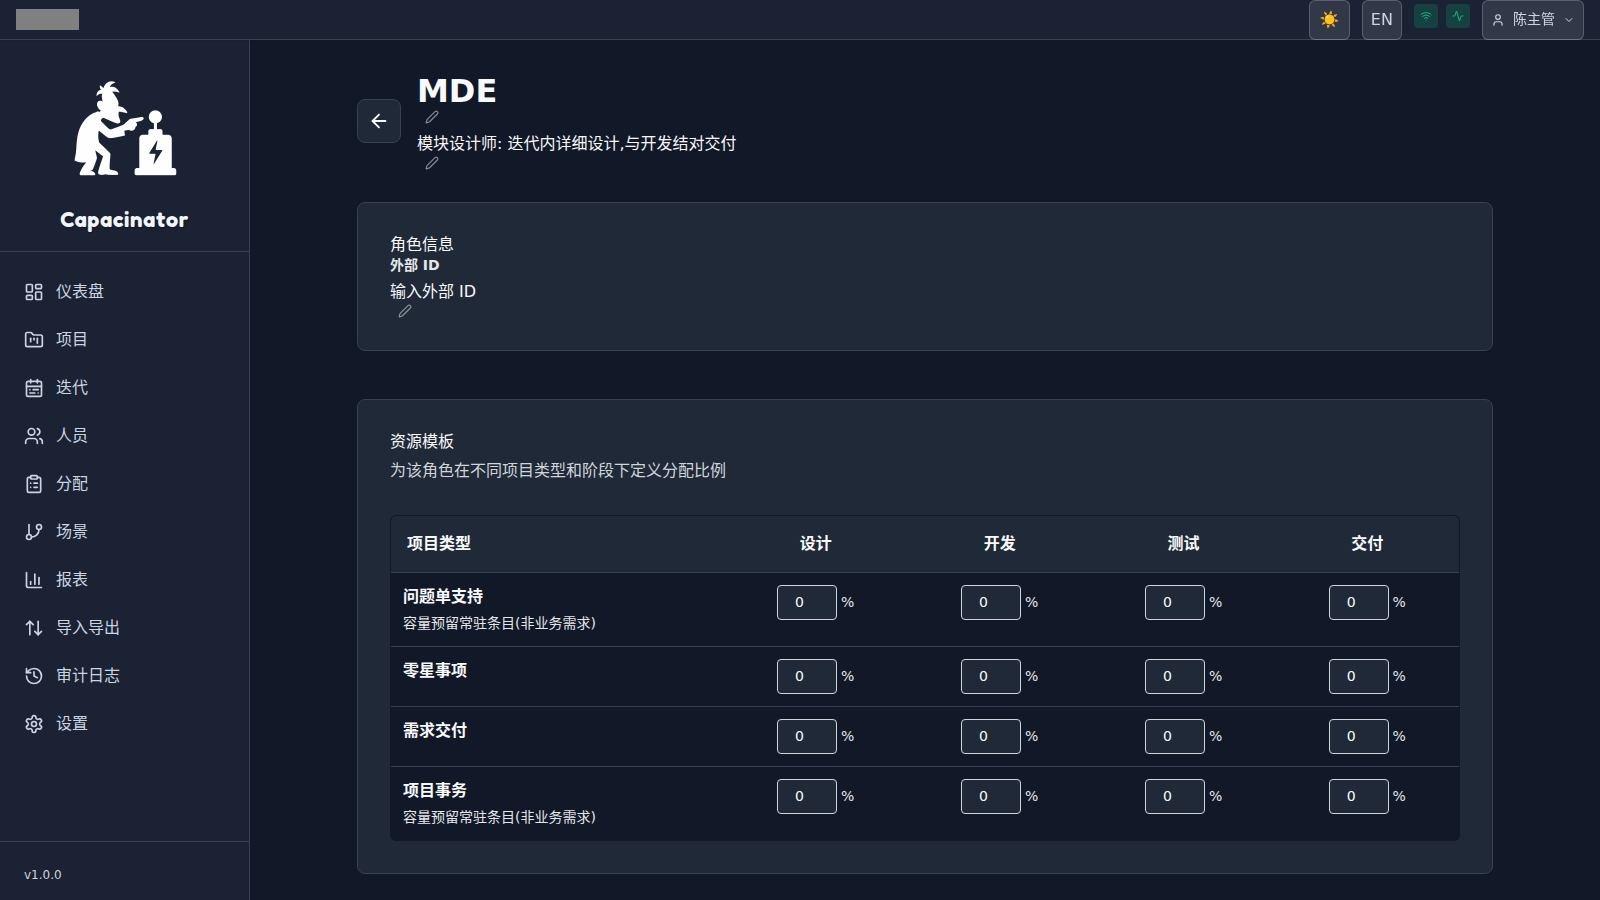 EN
陈主管
Capacinator
仪表盘
项目
迭代
人员
分配
场景
报表
导入导出
审计日志
设置
v1.0.0
MDE
模块设计师: 迭代内详细设计,与开发结对交付
角色信息
外部 ID
输入外部 ID
资源模板
为该角色在不同项目类型和阶段下定义分配比例
项目类型 设计 开发 测试 交付
问题单支持 0 % 0 % 0 % 0 %
容量预留常驻条目(非业务需求)
零星事项 0 % 0 % 0 % 0 %
需求交付 0 % 0 % 0 % 0 %
项目事务 0 % 0 % 0 % 0 %
容量预留常驻条目(非业务需求)